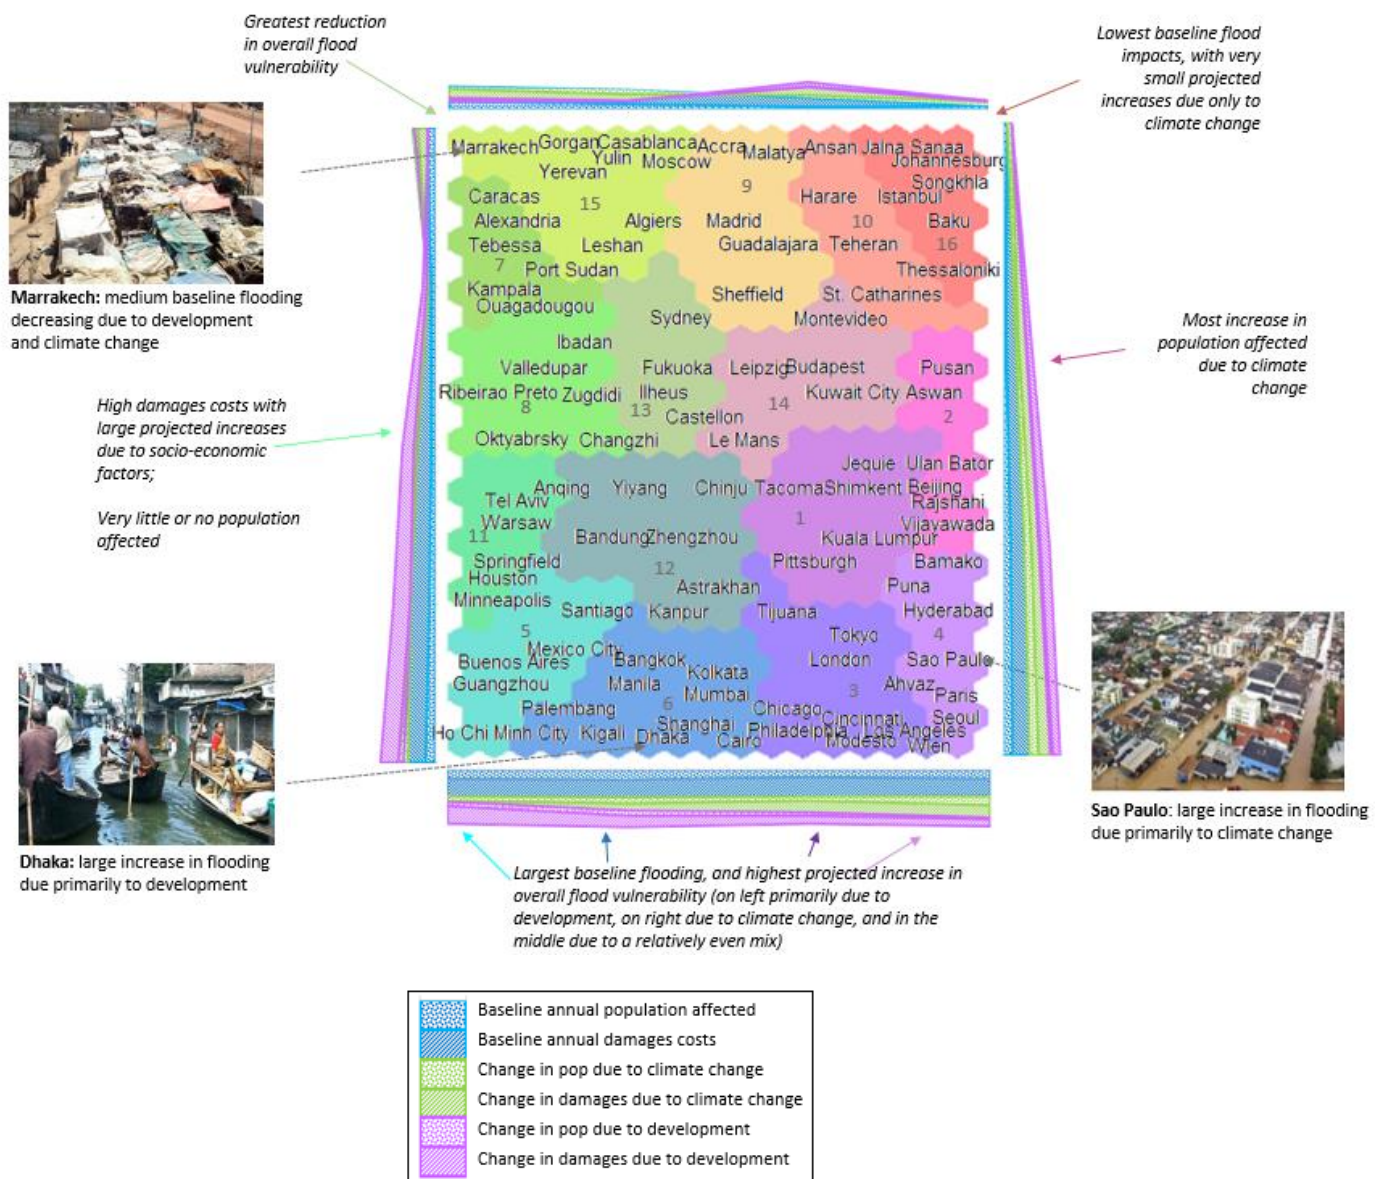 Greatest reduction
in overall flood
vulnerability
Lowest baseline flood
impacts, with very
small projected
increases due only to
climate change
Marrakech
Gorgan
Casablanca
Accra
Ansan
Jalna
Sanaa
Yulin
Moscow
Malatya
Johannesburg
Yerevan
Songkhla
9
Caracas
15
Harare
Istanbul
Alexandria
Algiers
Madrid
10
Baku
Tebessa
Leshan
Guadalajara
Teheran
16
7
Port Sudan
Thessaloniki
Kampala
Ouagadougou
Sheffield
St. Catharines
Sydney
Montevideo
Marrakech: medium baseline flooding
decreasing due to development
and climate change
Most increase in
population affected
due to climate
change
Ibadan
Valledupar
Fukuoka
Leipzig
Budapest
Pusan
Ribeirao Preto
Zugdidi
Ilheus
Kuwait City
Aswan
8
13
14
2
Castellon
Oktyabrsky
Changzhi
Le Mans
High damages costs with
large projected increases
due to socio-economic
factors;
Very little or no population
affected
Jequie
Ulan Bator
Anqing
Yiyang
Chinju
Tacoma
Shimkent
Beijing
Tel Aviv
Rajshahi
Warsaw
1
Vijayawada
11
Bandung
Zhengzhou
Kuala Lumpur
Springfield
12
Pittsburgh
Bamako
Houston
Astrakhan
Puna
Minneapolis
Santiago
Kanpur
Tijuana
Hyderabad
5
Tokyo
4
Mexico City
Buenos Aires
Bangkok
London
Sao Paulo
Kolkata
Guangzhou
Manila
Mumbai
3
Ahvaz
Paris
Palembang
6
Chicago
Cincinnati
Seoul
Shanghai
Ho Chi Minh City
Kigali
Dhaka
Cairo
Philadelphia
Los Angeles
Modesto
Wien
Dhaka: large increase in flooding
due primarily to development
Sao Paulo: large increase in flooding
due primarily to climate change
Largest baseline flooding, and highest projected increase in
overall flood vulnerability (on left primarily due to
development, on right due to climate change, and in the
middle due to a relatively even mix)
Baseline annual population affected
Baseline annual damages costs
Change in pop due to climate change
Change in damages due to climate change
Change in pop due to development
Change in damages due to development